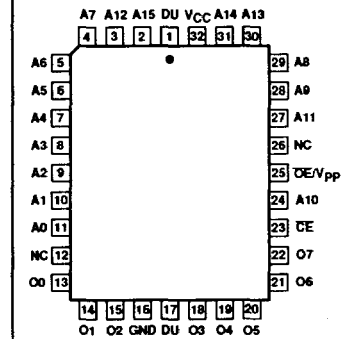 A7 A12 A15 DU VCC A14 A13
4 3 2 1 32 31 30
A6 5 29 A8
A5 6 28 A9
A4 7 27 A11
A3 8 26 NC
A2 9 25 OE/VPP
A1 10 24 A10
A0 11 23 CE
NC 12 22 O7
O0 13 21 O6
14 15 16 17 18 19 20
O1 O2 GND DU O3 O4 O5